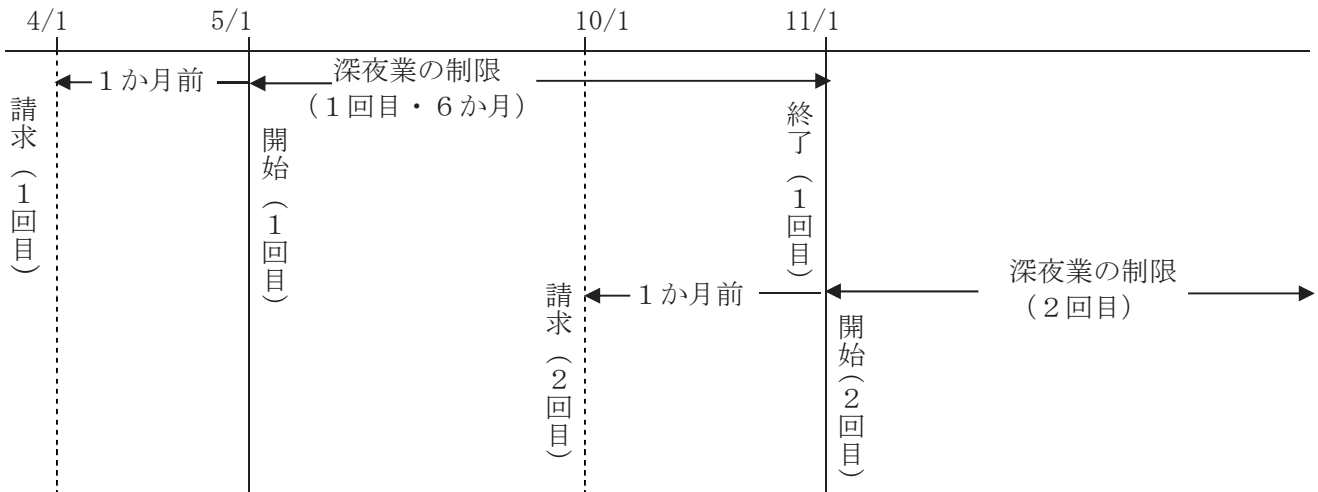 4/1
5/1
10/1
11/1
1か月前
深夜業の制限
（1回目・6か月）
請求（1回目）
開始（1回目）
終了（1回目）
請求（2回目）
1か月前
深夜業の制限
（2回目）
開始（2回目）